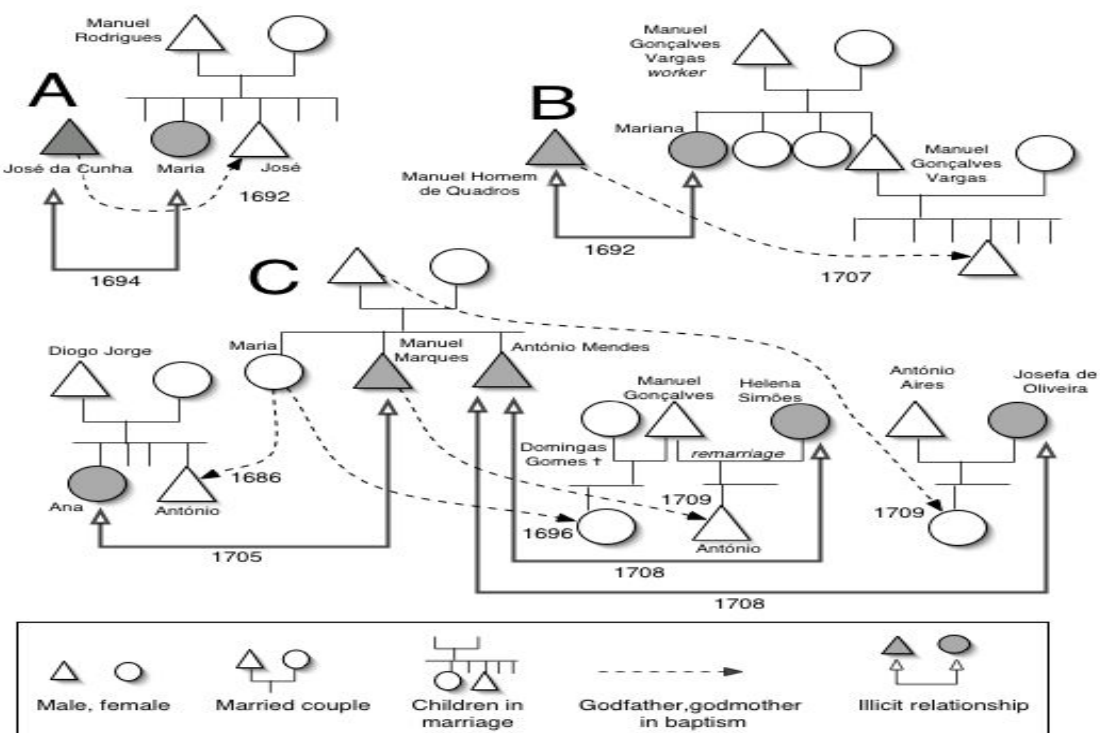 Manuel
Rodrigues
A
José da Cunha
Maria
José
1692
1694
Manuel
Gonçalves
Vargas
worker
B
Mariana
Manuel
Gonçalves
Vargas
Manuel Homem
de Quadros
1692
1707
C
Diogo Jorge
Maria
Manuel
Marques
António Mendes
Manuel
Gonçalves
Helena
Simões
António
Aires
Josefa de
Oliveira
Domingas
Gomes †
remarriage
Ana
António
1686
1696
1709
António
1709
1705
1708
1708
Male, female
Married couple
Children in
marriage
Godfather,godmother
in baptism
Illicit relationship